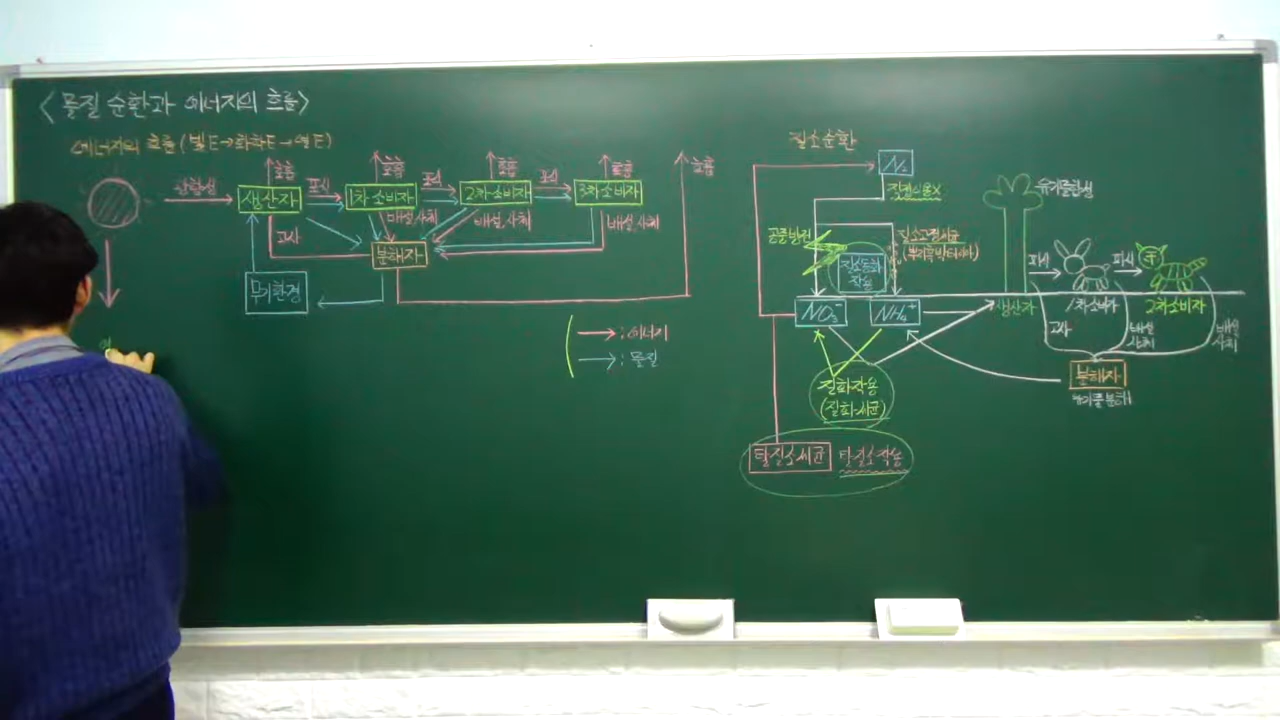 <물질 순환과 에너지의 흐름>
에너지의 흐름 (빛E→화학E→열E)
광합성
호흡
호흡
호흡
호흡
호흡
생산자
포식
1차 소비자
포식
2차 소비자
포식
3차 소비자
고사
배설, 사체
배설, 사체
배설, 사체
분해자
무기환경
: 에너지
: 물질
질소순환
N₂
직접이용X
공중방전
질소고정세균
(뿌리혹박테리아)
질소동화
작용
NO₃⁻
NH₄⁺
질화작용
(질화세균)
탈질소세균
탈질소작용
유기물합성
포식
포식
생산자
1차소비자
2차소비자
고사
배설
사체
배설
사체
분해자
유기물분해